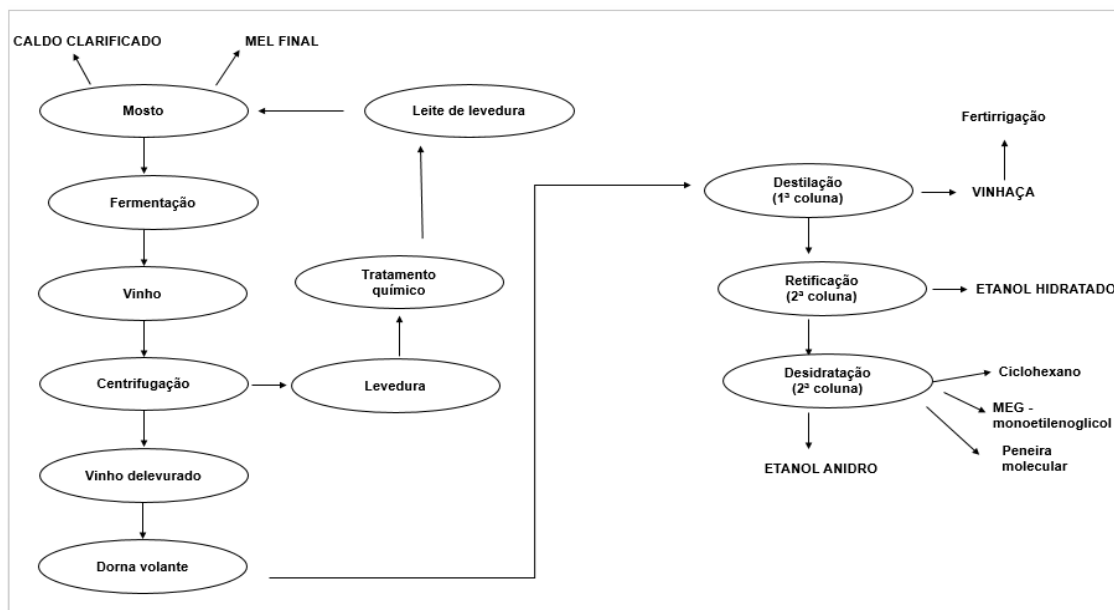 CALDO CLARIFICADO
MEL FINAL
Mosto
Leite de levedura
Fermentação
Vinho
Tratamento
químico
Centrifugação
Levedura
Vinho delevurado
Dorna volante
Fertirrigação
Destilação
(1ª coluna)
VINHAÇA
Retificação
(2ª coluna)
ETANOL HIDRATADO
Desidratação
(2ª coluna)
Ciclohexano
MEG -
monoetilenoglicol
Peneira
molecular
ETANOL ANIDRO